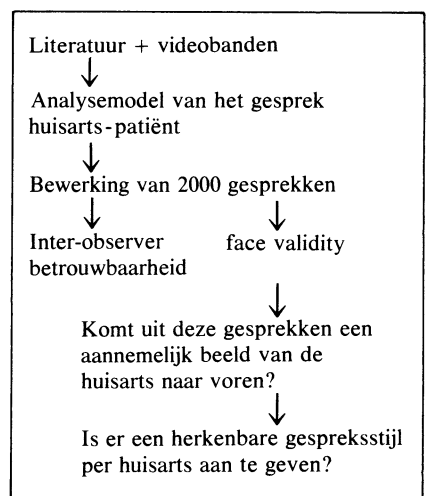 Literatuur + videobanden
Analysemodel van het gesprek
huisarts-patiënt
Bewerking van 2000 gesprekken
Inter-observer face validity
betrouwbaarheid
Komt uit deze gesprekken een
aannemelijk beeld van de
huisarts naar voren?
Is er een herkenbare gespreksstijl
per huisarts aan te geven?